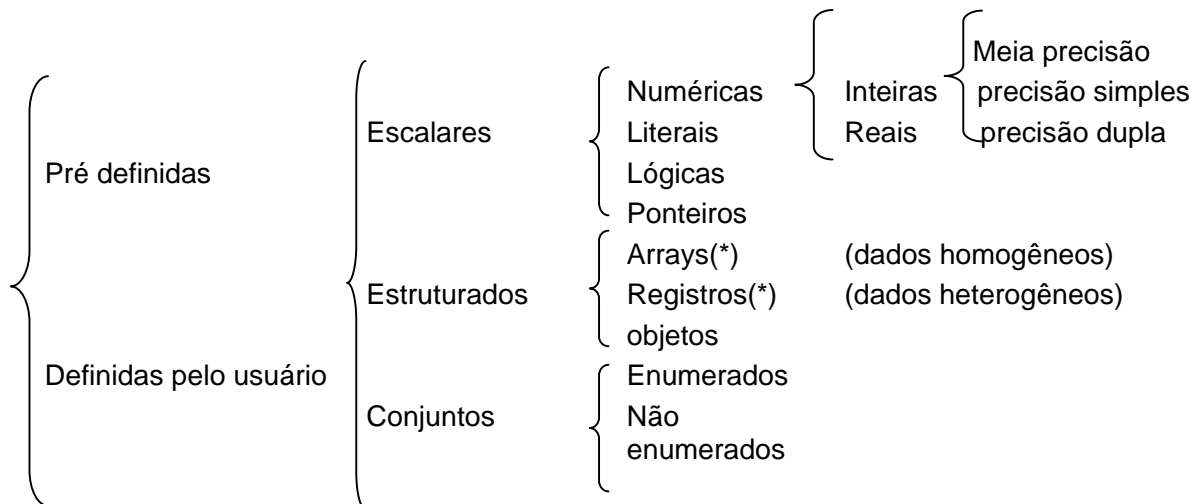 Meia precisão
Numéricas Inteiras precisão simples
Escalares Literais Reais precisão dupla
Pré definidas Lógicas
Ponteiros
Arrays(*) (dados homogêneos)
Estruturados Registros(*) (dados heterogêneos)
objetos
Definidas pelo usuário Enumerados
Conjuntos Não
enumerados